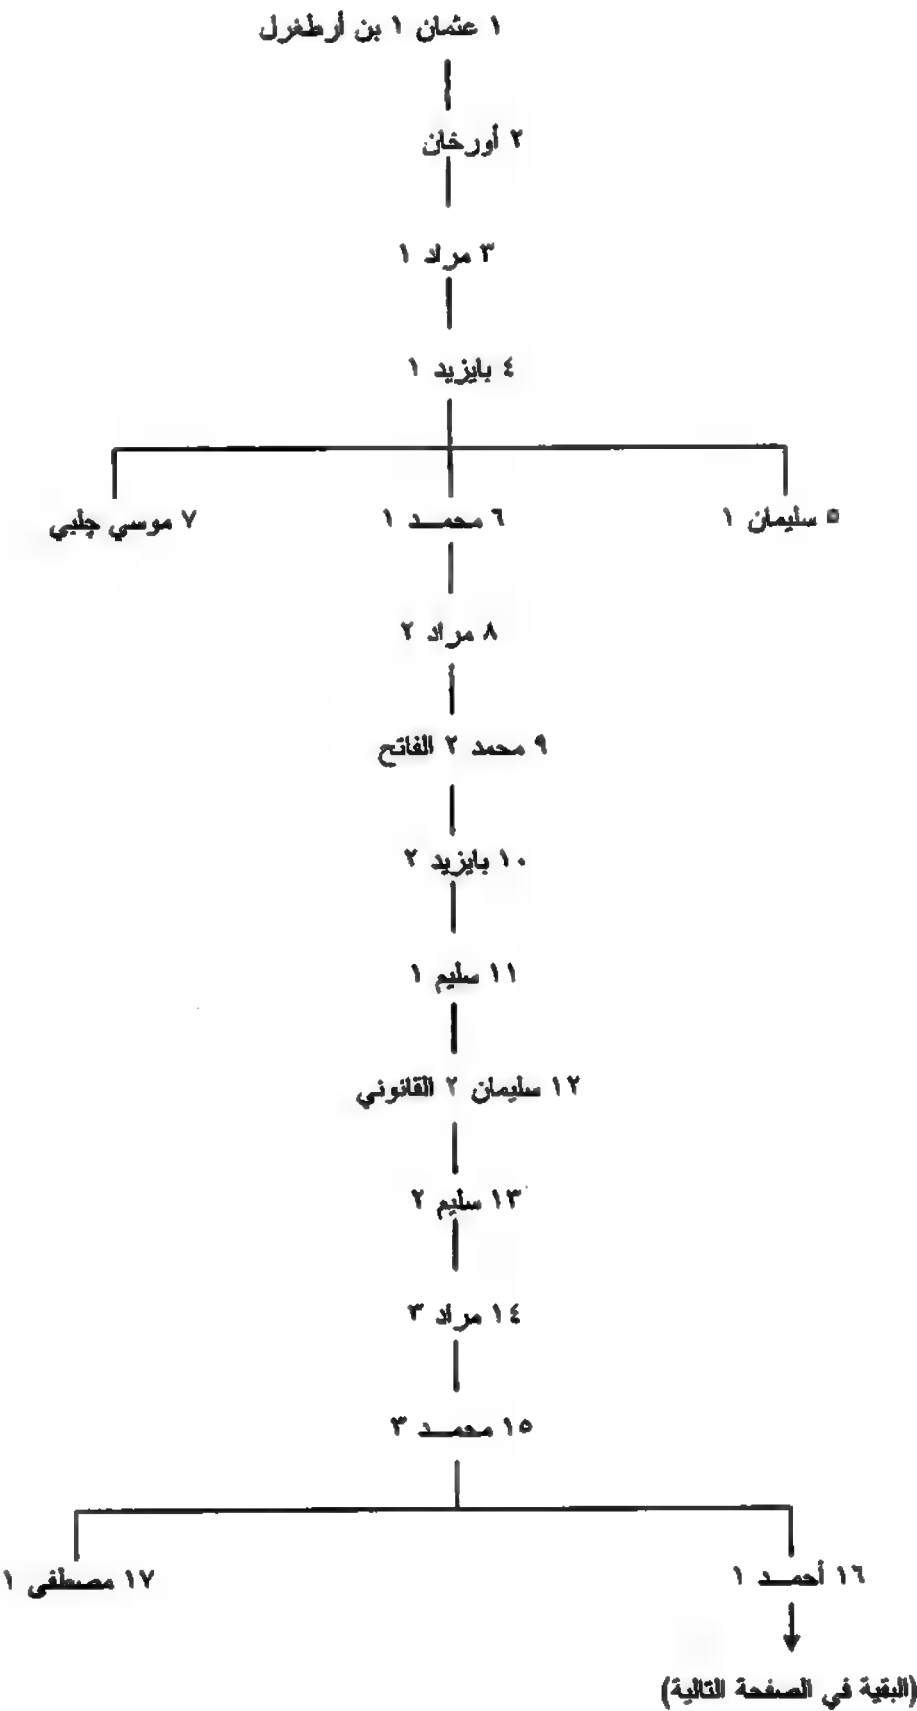 ١ عثمان ١ بن أرطغرل
٢ أورخان
٣ مراد ١
٤ بايزيد ١
٥ سليمان ١
٦ محمـــد ١
٧ موسي چلبي
٨ مراد ٢
٩ محمد ٢ الفاتح
١٠ بايزيد ٢
١١ سليم ١
١٢ سليمان ٢ القانوني
١٣ سليم ٢
١٤ مراد ٣
١٥ محمـــد ٣
١٦ أحمـــد ١
١٧ مصطفى ١
(البقية في الصفحة التالية)